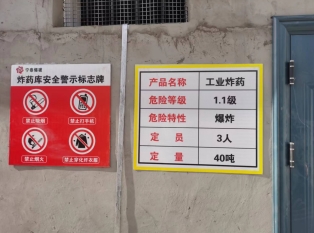 炸药库安全警示标志牌
禁止吸烟
禁止打手机
禁止烟火
禁止穿化纤衣服
产品名称 工业炸药
危险等级 1.1级
危险特性 爆炸
定员 3人
定量 40吨